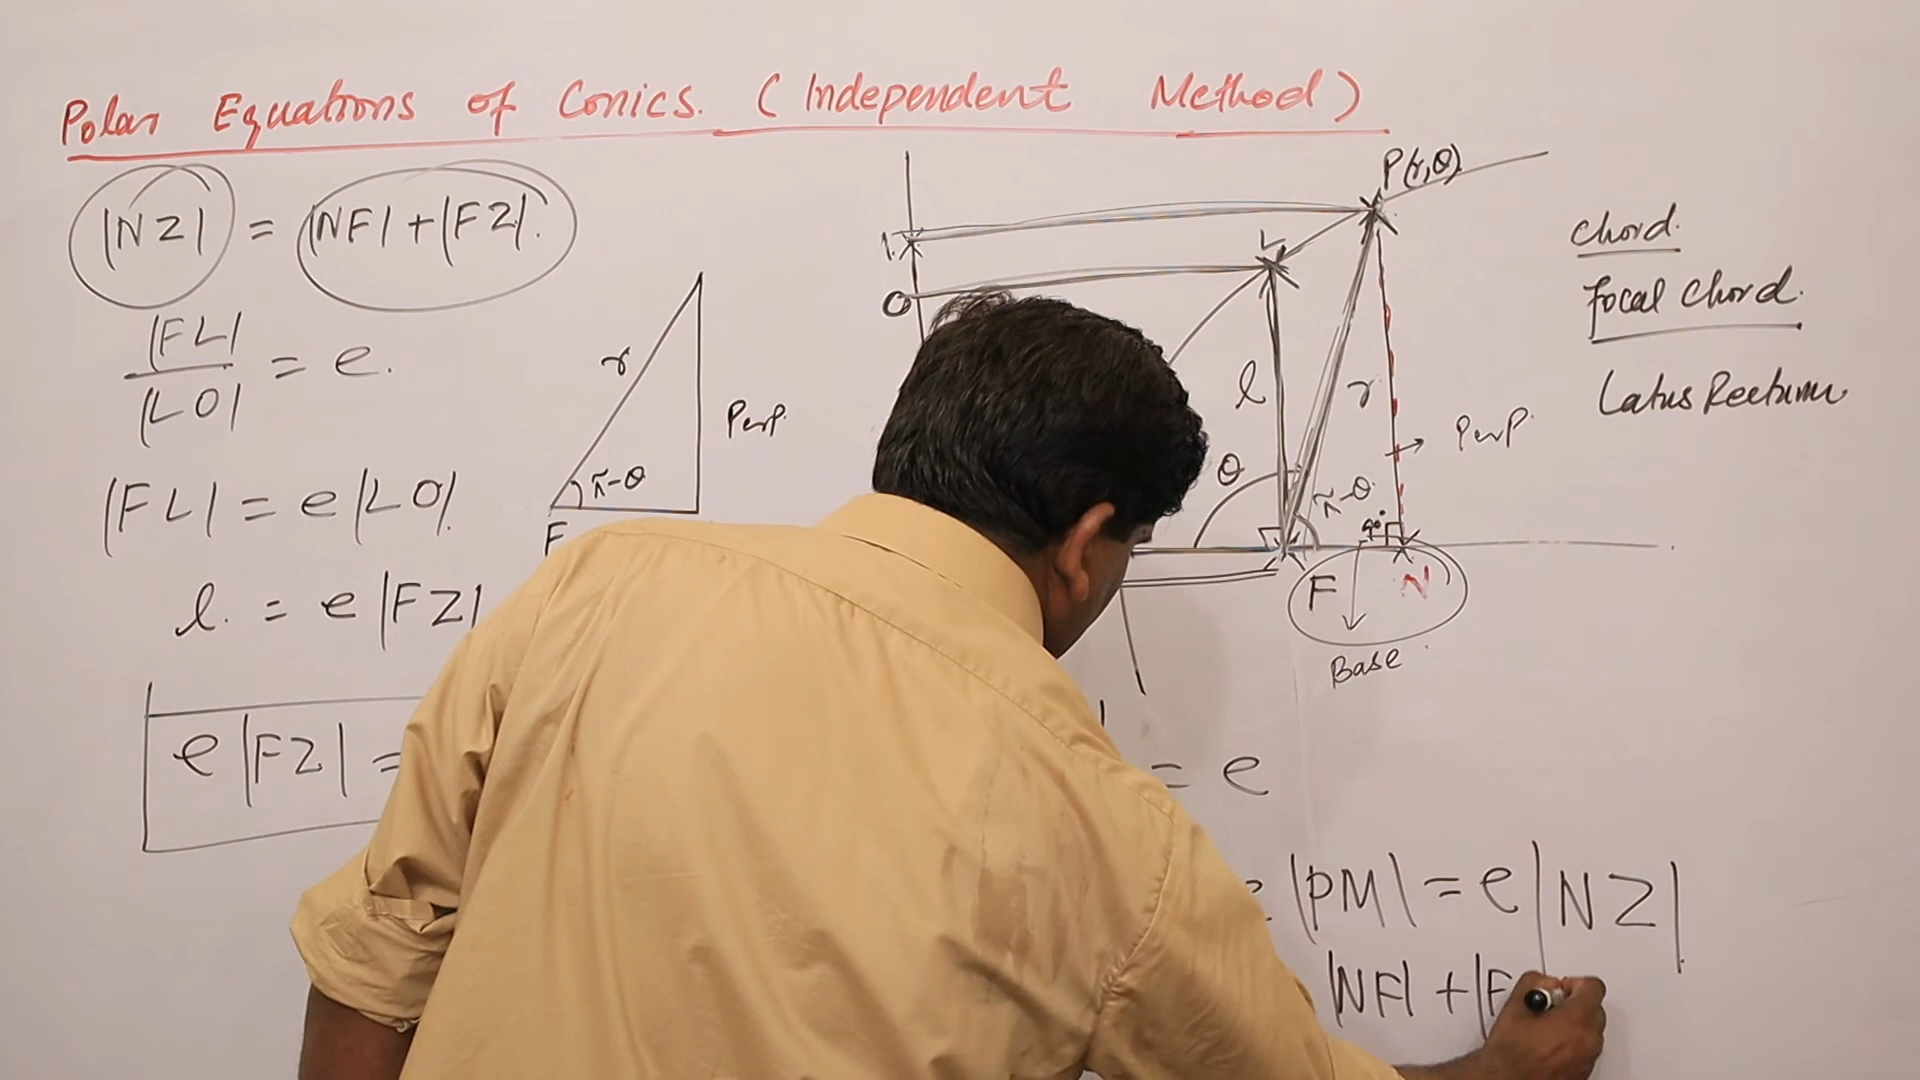 Polar Equations of Conics. (Independent Method)
|NZ| = |NF| + |FZ|.
|FL|
|LO|
= e.
|FL| = e|LO|.
l. = e|FZ|
e|FZ| =
r
Perp.
π-θ
F
P(r,θ)
L
O
l
r
θ
π-θ
90°
Perp.
F
N
Base
Chord.
Focal Chord.
Latus Rectum
= e
|PM| = e|NZ|
|NF| + |F